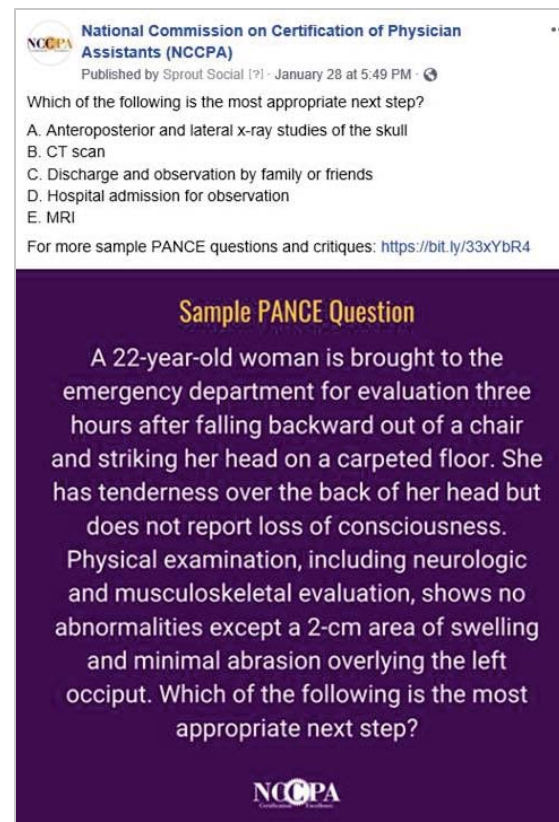 NCCPA
National Commission on Certification of Physician
Assistants (NCCPA)
Published by Sprout Social [?] · January 28 at 5:49 PM ·
Which of the following is the most appropriate next step?
A. Anteroposterior and lateral x-ray studies of the skull
B. CT scan
C. Discharge and observation by family or friends
D. Hospital admission for observation
E. MRI
For more sample PANCE questions and critiques: https://bit.ly/33xYbR4
Sample PANCE Question
A 22-year-old woman is brought to the
emergency department for evaluation three
hours after falling backward out of a chair
and striking her head on a carpeted floor. She
has tenderness over the back of her head but
does not report loss of consciousness.
Physical examination, including neurologic
and musculoskeletal evaluation, shows no
abnormalities except a 2-cm area of swelling
and minimal abrasion overlying the left
occiput. Which of the following is the most
appropriate next step?
NCCPA
Certification Excellence